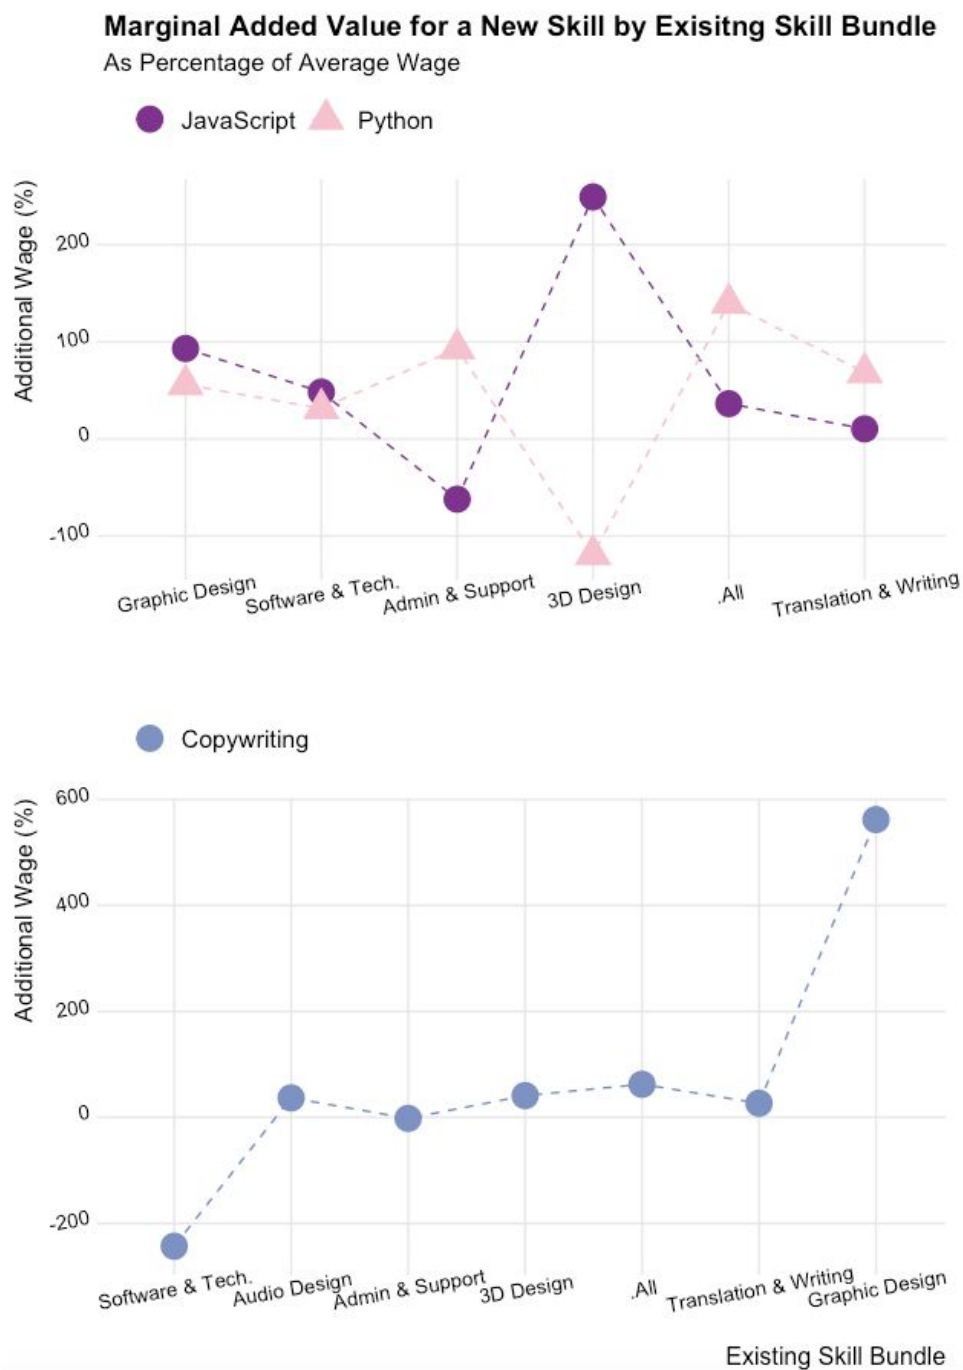 Marginal Added Value for a New Skill by Exisitng Skill Bundle
As Percentage of Average Wage
JavaScript Python
Additional Wage (%)
200
100
0
-100
Graphic Design Software & Tech. Admin & Support 3D Design .All Translation & Writing
Copywriting
Additional Wage (%)
600
400
200
0
-200
Software & Tech. Audio Design Admin & Support 3D Design .All Translation & Writing Graphic Design
Existing Skill Bundle